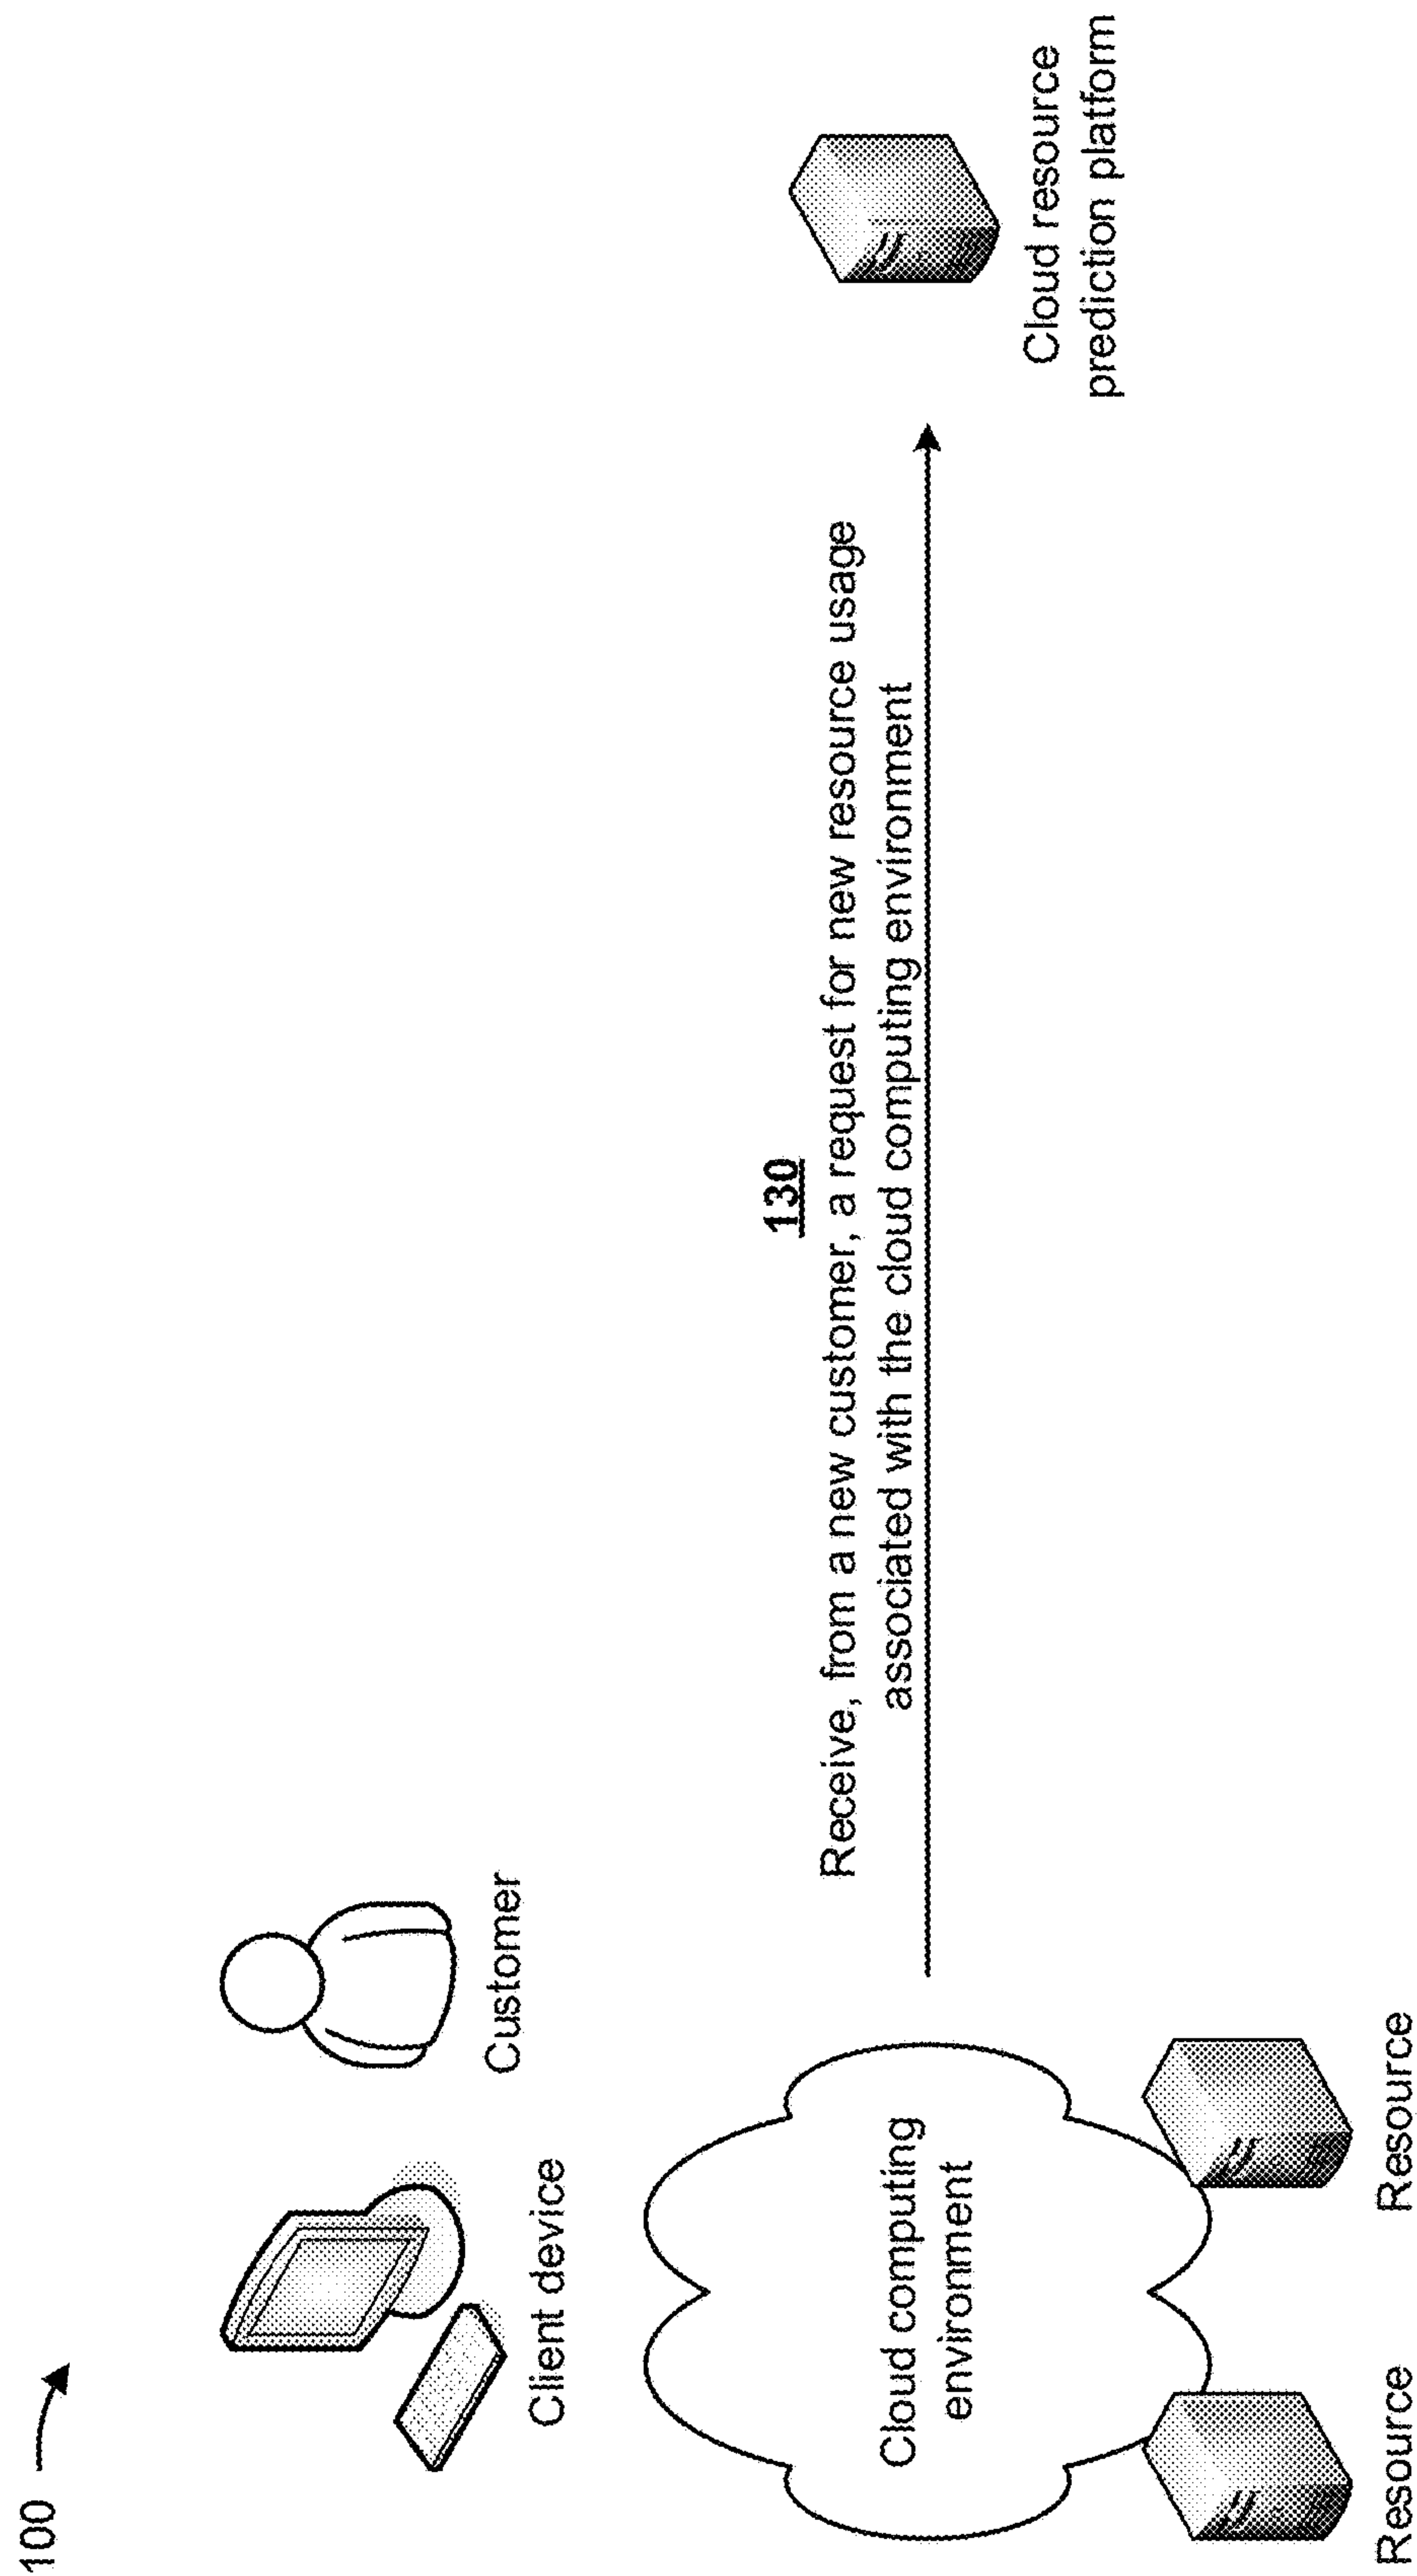 100
Client device
Customer
Cloud computing
environment
Resource
Resource
130
Receive, from a new customer, a request for new resource usage
associated with the cloud computing environment
Cloud resource
prediction platform